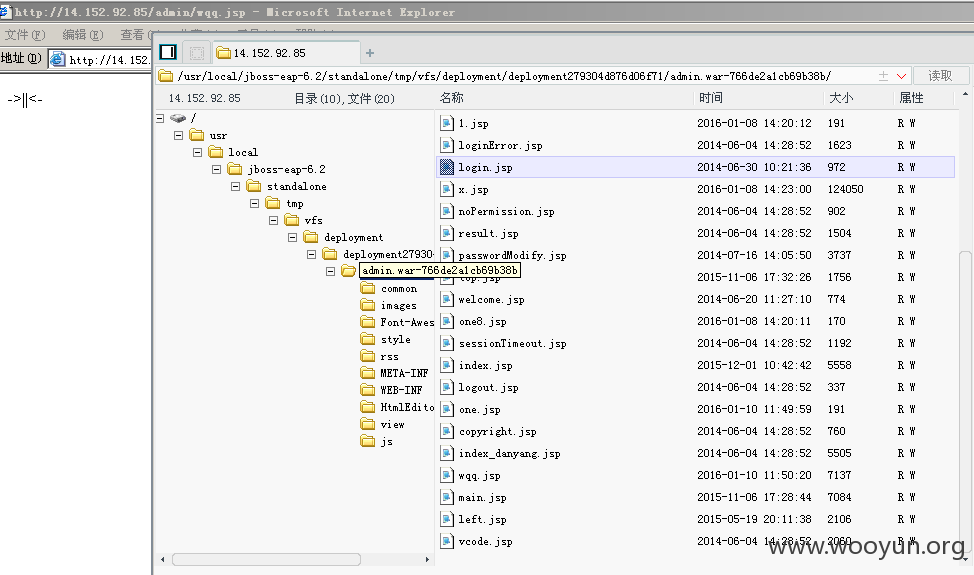 http://14.152.92.85/admin/wqq.jsp - Microsoft Internet Explorer
文件(F) 编辑(E) 查看
地址(D) http://14.152.
->||<-
14.152.92.85
/usr/local/jboss-eap-6.2/standalone/tmp/vfs/deployment/deployment279304d876d06f71/admin.war-766de2a1cb69b38b/ 读取
14.152.92.85 目录(10),文件(20) 名称 时间 大小 属性
/
usr
local
jboss-eap-6.2
standalone
tmp
vfs
deployment
deployment27930
admin.war-766de2a1cb69b38b
common
images
Font-Awes
style
rss
META-INF
WEB-INF
HtmlEdito
view
js
1.jsp 2016-01-08 14:20:12 191 R W
loginError.jsp 2014-06-04 14:28:52 1623 R W
login.jsp 2014-06-30 10:21:36 972 R W
x.jsp 2016-01-08 14:23:00 124050 R W
noPermission.jsp 2014-06-04 14:28:52 902 R W
result.jsp 2014-06-04 14:28:52 1504 R W
passwordModify.jsp 2014-07-16 14:05:50 3737 R W
top.jsp 2015-11-06 17:32:26 1756 R W
welcome.jsp 2014-06-20 11:27:10 774 R W
one8.jsp 2016-01-08 14:20:11 170 R W
sessionTimeout.jsp 2014-06-04 14:28:52 1192 R W
index.jsp 2015-12-01 10:42:42 5558 R W
logout.jsp 2014-06-04 14:28:52 337 R W
one.jsp 2016-01-10 11:49:59 191 R W
copyright.jsp 2014-06-04 14:28:52 760 R W
index_danyang.jsp 2014-06-04 14:28:52 5505 R W
wqq.jsp 2016-01-10 11:50:20 7137 R W
main.jsp 2015-11-06 17:28:44 7084 R W
left.jsp 2015-05-19 20:11:38 2106 R W
vcode.jsp 2014-06-04 14:28:52 2060 R W
www.wooyun.org